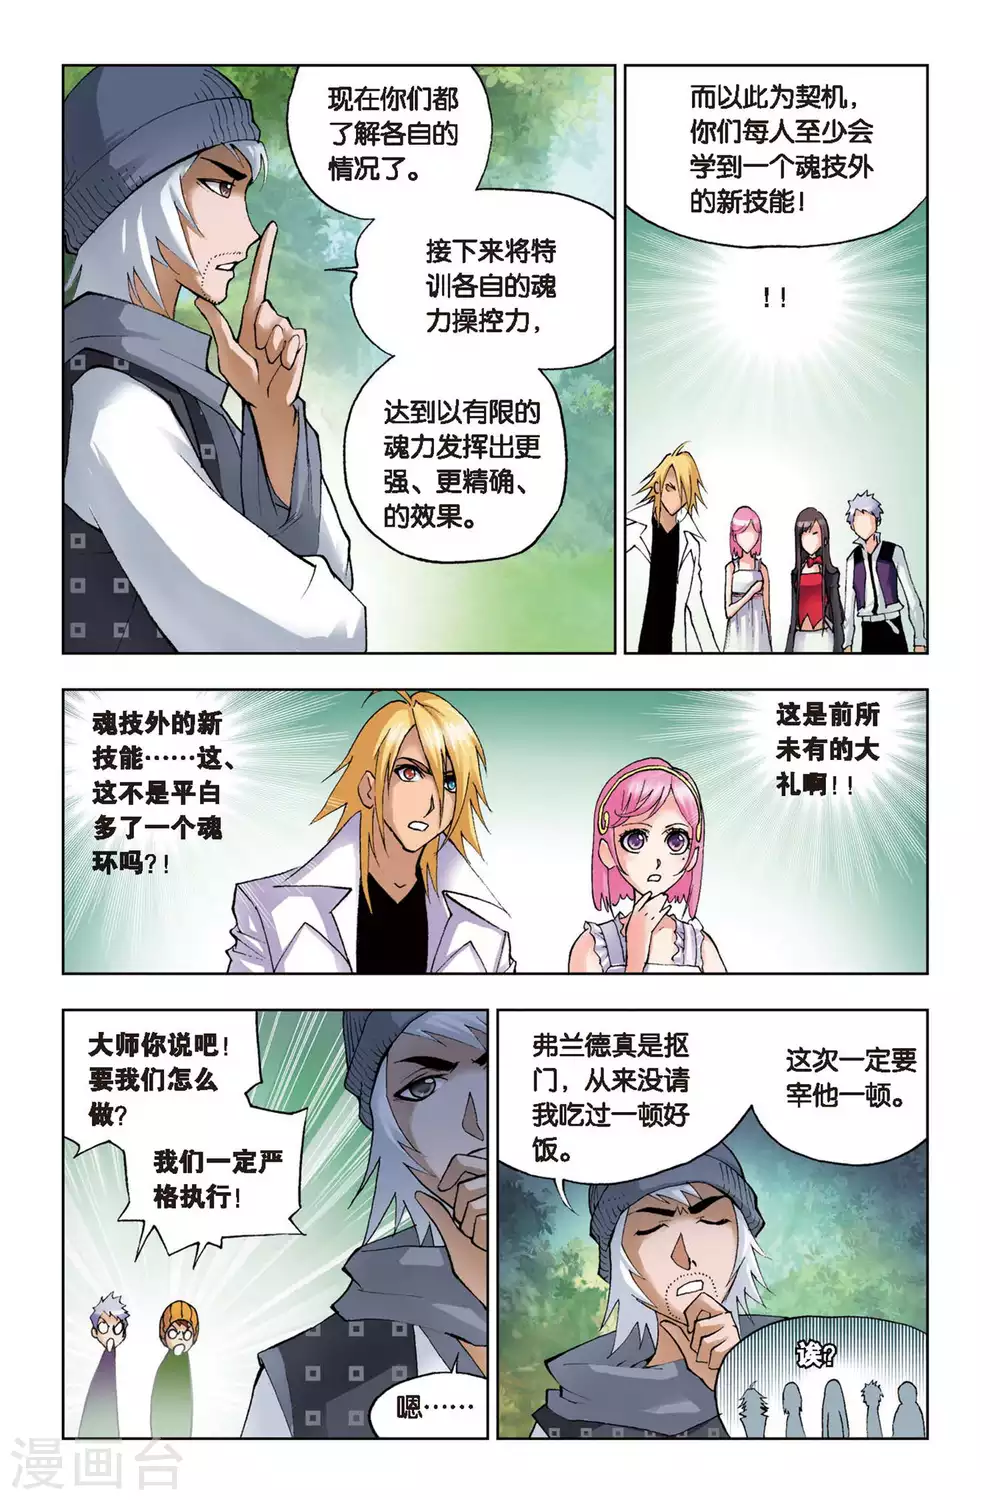 现在你们都
了解各自的
情况了。
接下来将特
训各自的魂
力操控力，
达到以有限的
魂力发挥出更
强、更精确、
的效果。
而以此为契机，
你们每人至少会
学到一个魂技外
的新技能！
！！
魂技外的新
技能……这、
这不是平白
多了一个魂
环吗？！
这是前所
未有的大
礼啊！！
大师你说吧！
要我们怎么
做？
我们一定严
格执行！
嗯……
弗兰德真是抠
门，从来没请
我吃过一顿好
饭。
这次一定要
宰他一顿。
诶？
漫画台